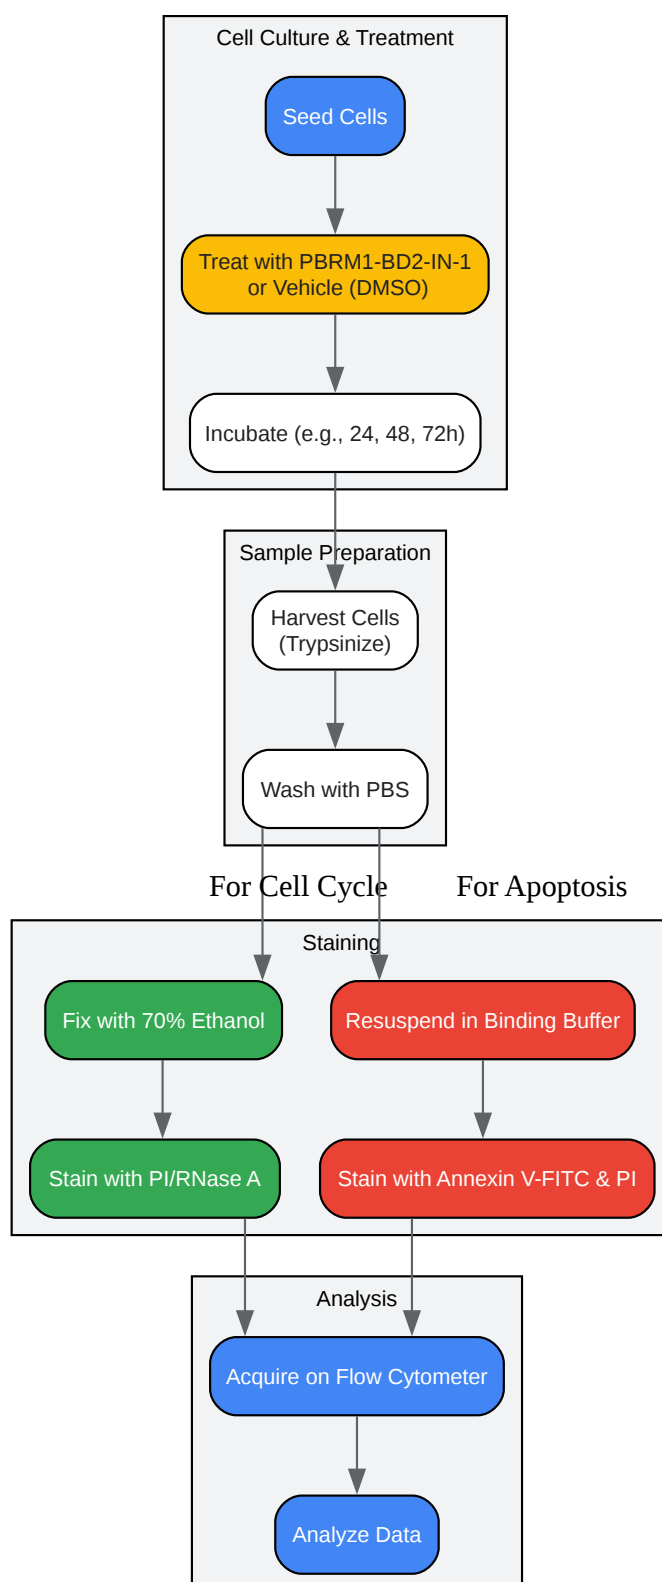 Cell Culture & Treatment
Seed Cells
Treat with PBRM1-BD2-IN-1
or Vehicle (DMSO)
Incubate (e.g., 24, 48, 72h)
Sample Preparation
Harvest Cells
(Trypsinize)
Wash with PBS
For Cell Cycle
For Apoptosis
Staining
Fix with 70% Ethanol
Resuspend in Binding Buffer
Stain with PI/RNase A
Stain with Annexin V-FITC & PI
Analysis
Acquire on Flow Cytometer
Analyze Data